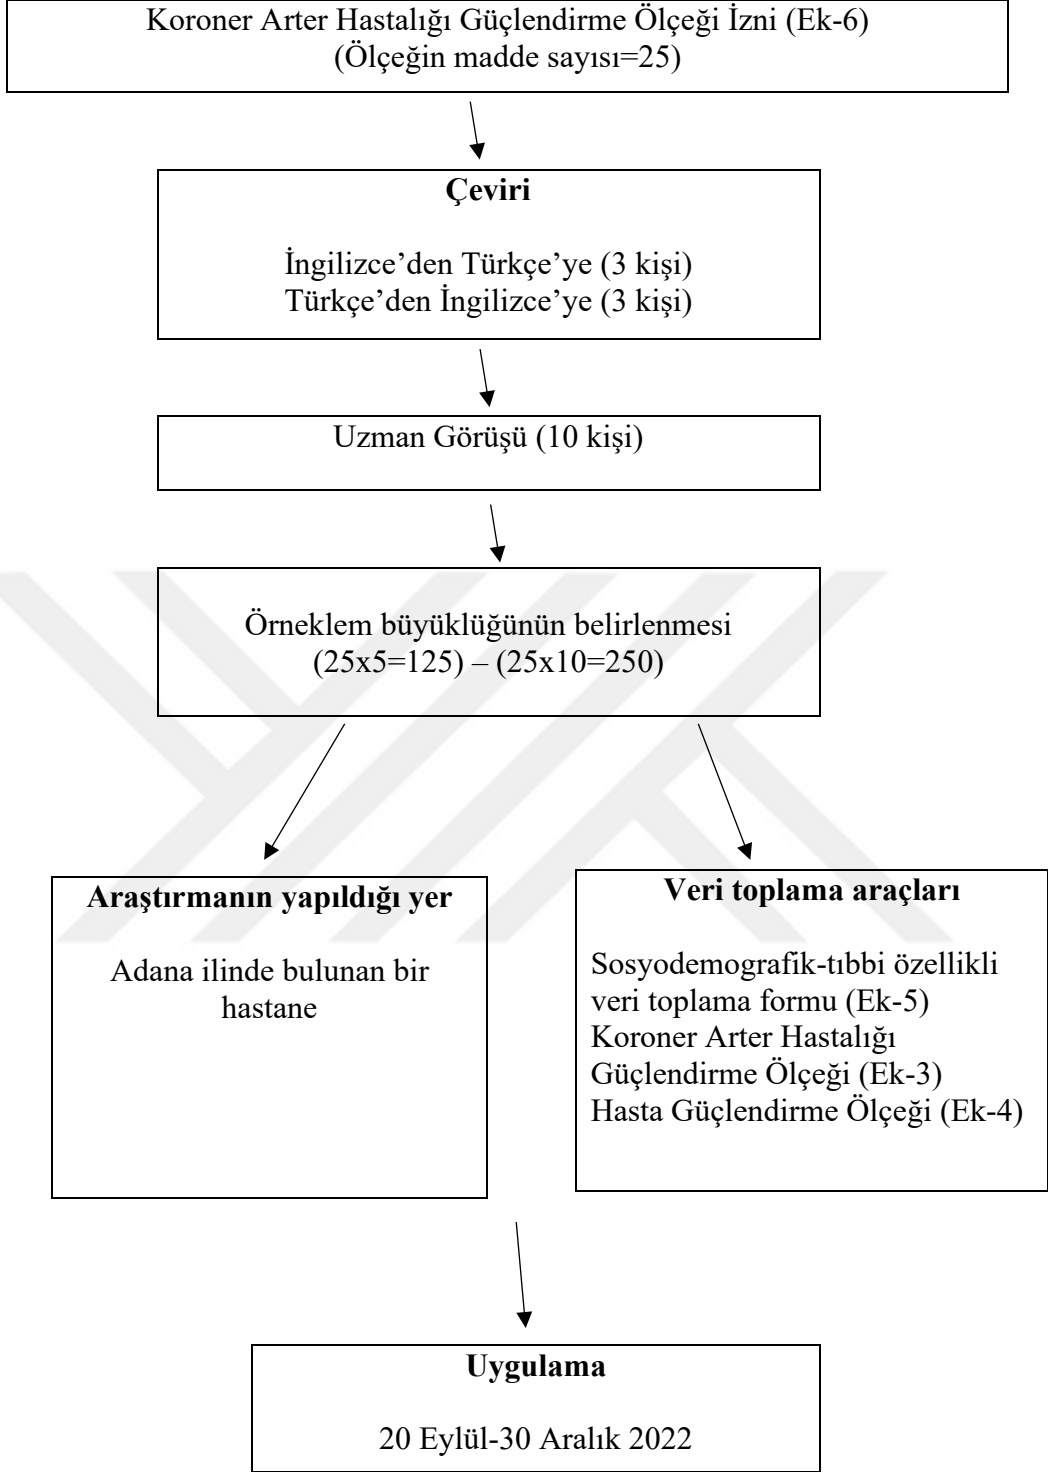 Koroner Arter Hastalığı Güçlendirme Ölçeği İzni (Ek-6)
(Ölçeğin madde sayısı=25)
Çeviri
İngilizce’den Türkçe’ye (3 kişi)
Türkçe’den İngilizce’ye (3 kişi)
Uzman Görüşü (10 kişi)
Örneklem büyüklüğünün belirlenmesi
(25x5=125) – (25x10=250)
Araştırmanın yapıldığı yer
Adana ilinde bulunan bir
hastane
Veri toplama araçları
Sosyodemografik-tıbbi özellikli
veri toplama formu (Ek-5)
Koroner Arter Hastalığı
Güçlendirme Ölçeği (Ek-3)
Hasta Güçlendirme Ölçeği (Ek-4)
Uygulama
20 Eylül-30 Aralık 2022